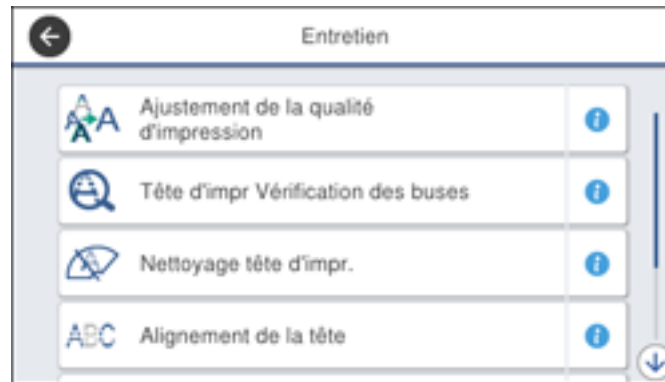 Entretien
Ajustement de la qualité
d'impression
Tête d'impr Vérification des buses
Nettoyage tête d'impr.
ABC Alignement de la tête